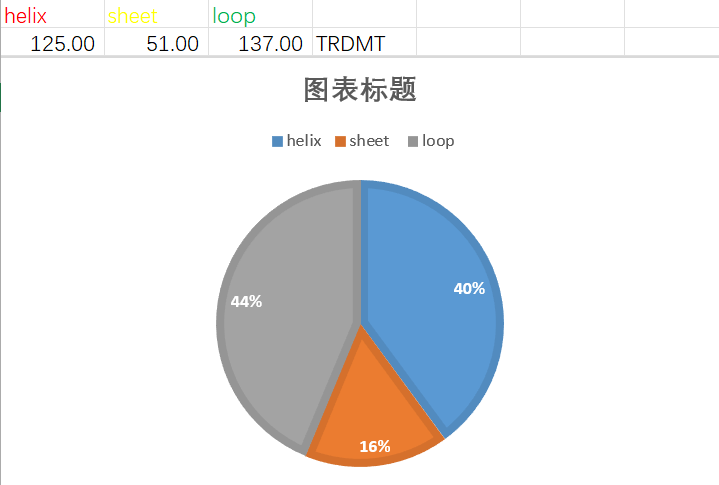 helix sheet loop
125.00 51.00 137.00 TRDMT
图表标题
helix sheet loop
40%
44%
16%